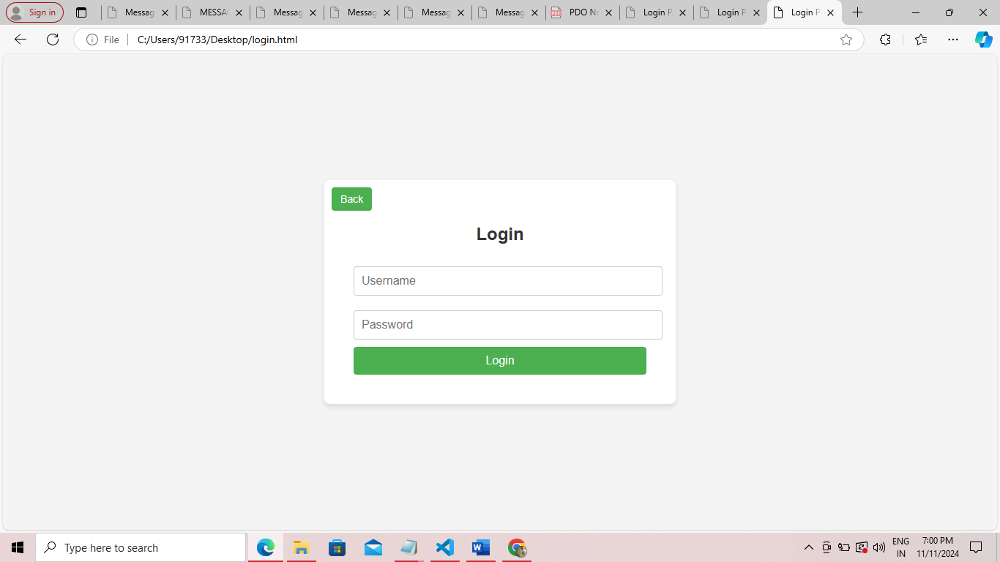 Sign in
Messag
MESSAG
Messag
Messag
Messag
Messag
PDO No
Login P
Login P
Login P
File
C:/Users/91733/Desktop/login.html
Back
Login
Username
Password
Login
Type here to search
ENG
IN
7:00 PM
11/11/2024